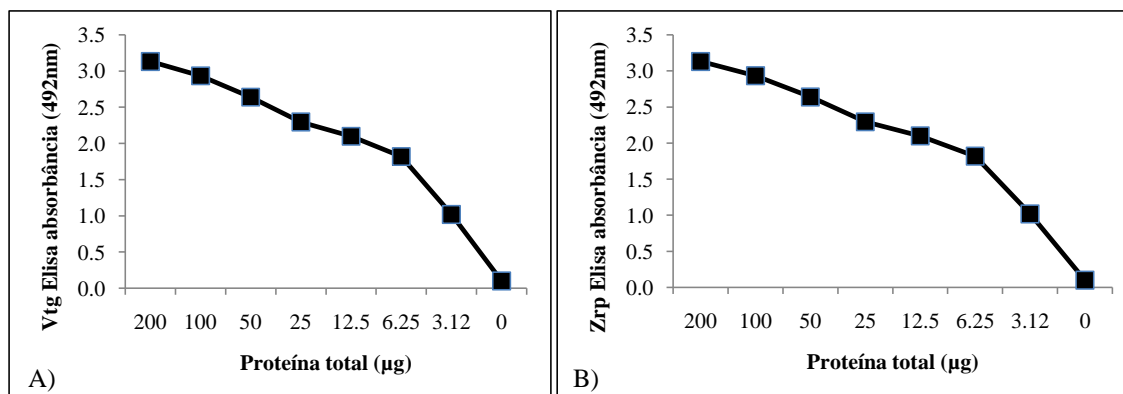 Vtg Elisa absorbância (492nm)
3.5
3.0
2.5
2.0
1.5
1.0
0.5
0.0
200 100 50 25 12.5 6.25 3.12 0
Proteína total (µg)
A)
Zrp Elisa absorbância (492nm)
3.5
3.0
2.5
2.0
1.5
1.0
0.5
0.0
200 100 50 25 12.5 6.25 3.12 0
Proteína total (µg)
B)